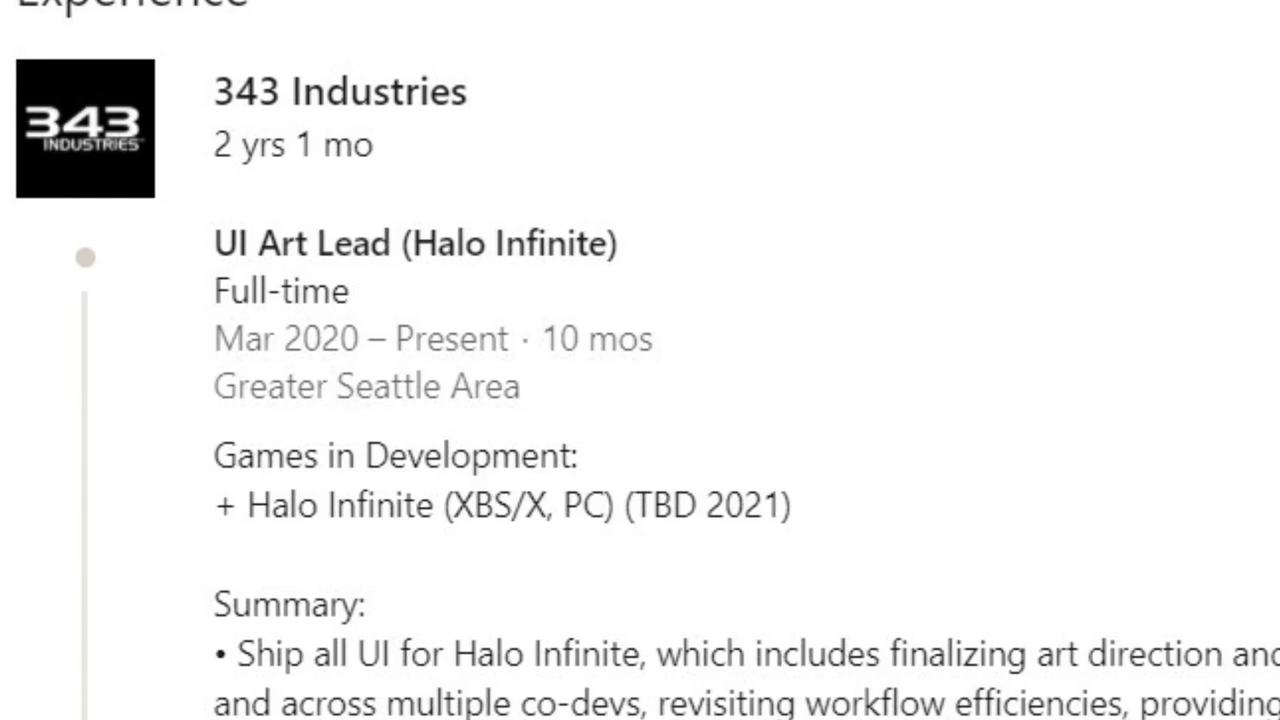 Experience
343 Industries
343
INDUSTRIES
2 yrs 1 mo
UI Art Lead (Halo Infinite)
Full-time
Mar 2020 – Present · 10 mos
Greater Seattle Area
Games in Development:
+ Halo Infinite (XBS/X, PC) (TBD 2021)
Summary:
• Ship all UI for Halo Infinite, which includes finalizing art direction and
and across multiple co-devs, revisiting workflow efficiencies, providing